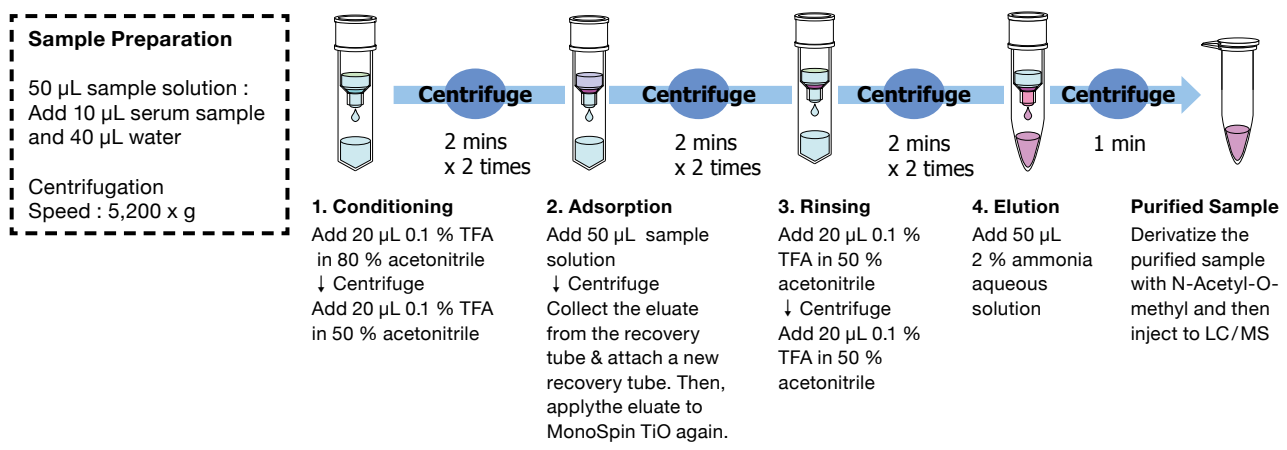 Sample Preparation
50 µL sample solution :
Add 10 µL serum sample
and 40 µL water
Centrifugation
Speed : 5,200 x g
Centrifuge
2 mins
x 2 times
Centrifuge
2 mins
x 2 times
Centrifuge
2 mins
x 2 times
Centrifuge
1 min
1. Conditioning
Add 20 µL 0.1 % TFA
in 80 % acetonitrile
↓ Centrifuge
Add 20 µL 0.1 % TFA
in 50 % acetonitrile
2. Adsorption
Add 50 µL sample
solution
↓ Centrifuge
Collect the eluate
from the recovery
tube & attach a new
recovery tube. Then,
applythe eluate to
MonoSpin TiO again.
3. Rinsing
Add 20 µL 0.1 %
TFA in 50 %
acetonitrile
↓ Centrifuge
Add 20 µL 0.1 %
TFA in 50 %
acetonitrile
4. Elution
Add 50 µL
2 % ammonia
aqueous
solution
Purified Sample
Derivatize the
purified sample
with N-Acetyl-O-
methyl and then
inject to LC/MS